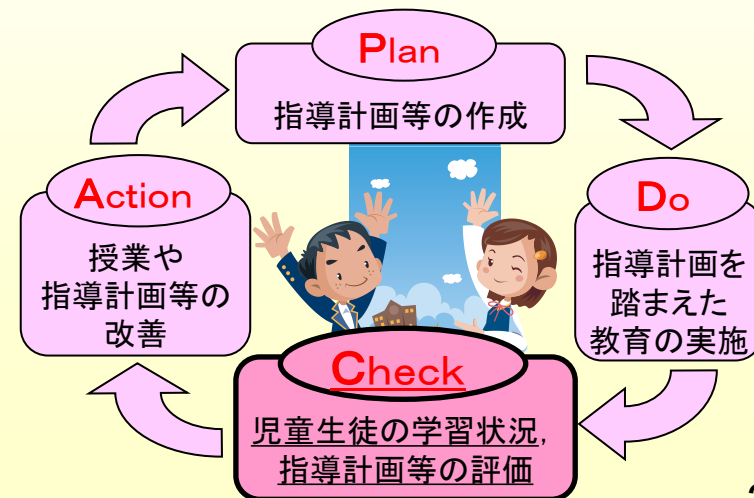 Plan
指導計画等の作成
Do
指導計画を
踏まえた
教育の実施
Check
児童生徒の学習状況,
指導計画等の評価
Action
授業や
指導計画等の
改善